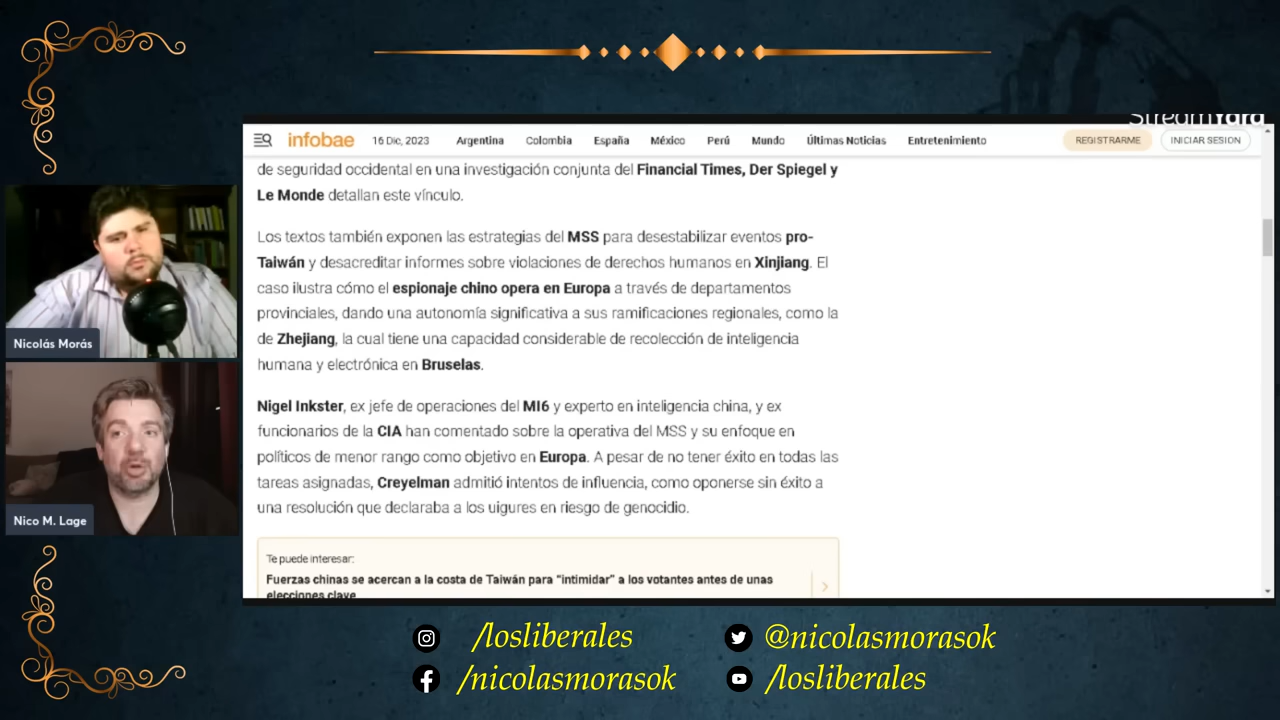 StreamYard
infobae 16 Dic, 2023 Argentina Colombia España México Perú Mundo Últimas Noticias Entretenimiento REGISTRARME INICIAR SESIÓN
de seguridad occidental en una investigación conjunta del Financial Times, Der Spiegel y
Le Monde detallan este vínculo.
Los textos también exponen las estrategias del MSS para desestabilizar eventos pro-
Taiwán y desacreditar informes sobre violaciones de derechos humanos en Xinjiang. El
caso ilustra cómo el espionaje chino opera en Europa a través de departamentos
provinciales, dando una autonomía significativa a sus ramificaciones regionales, como la
de Zhejiang, la cual tiene una capacidad considerable de recolección de inteligencia
humana y electrónica en Bruselas.
Nigel Inkster, ex jefe de operaciones del MI6 y experto en inteligencia china, y ex
funcionarios de la CIA han comentado sobre la operativa del MSS y su enfoque en
políticos de menor rango como objetivo en Europa. A pesar de no tener éxito en todas las
tareas asignadas, Creyelman admitió intentos de influencia, como oponerse sin éxito a
una resolución que declaraba a los uigures en riesgo de genocidio.
Te puede interesar:
Fuerzas chinas se acercan a la costa de Taiwán para "intimidar" a los votantes antes de unas
elecciones clave
Nicolás Morás
Nico M. Lage
/losliberales @nicolasmorasok
/nicolasmorasok /losliberales